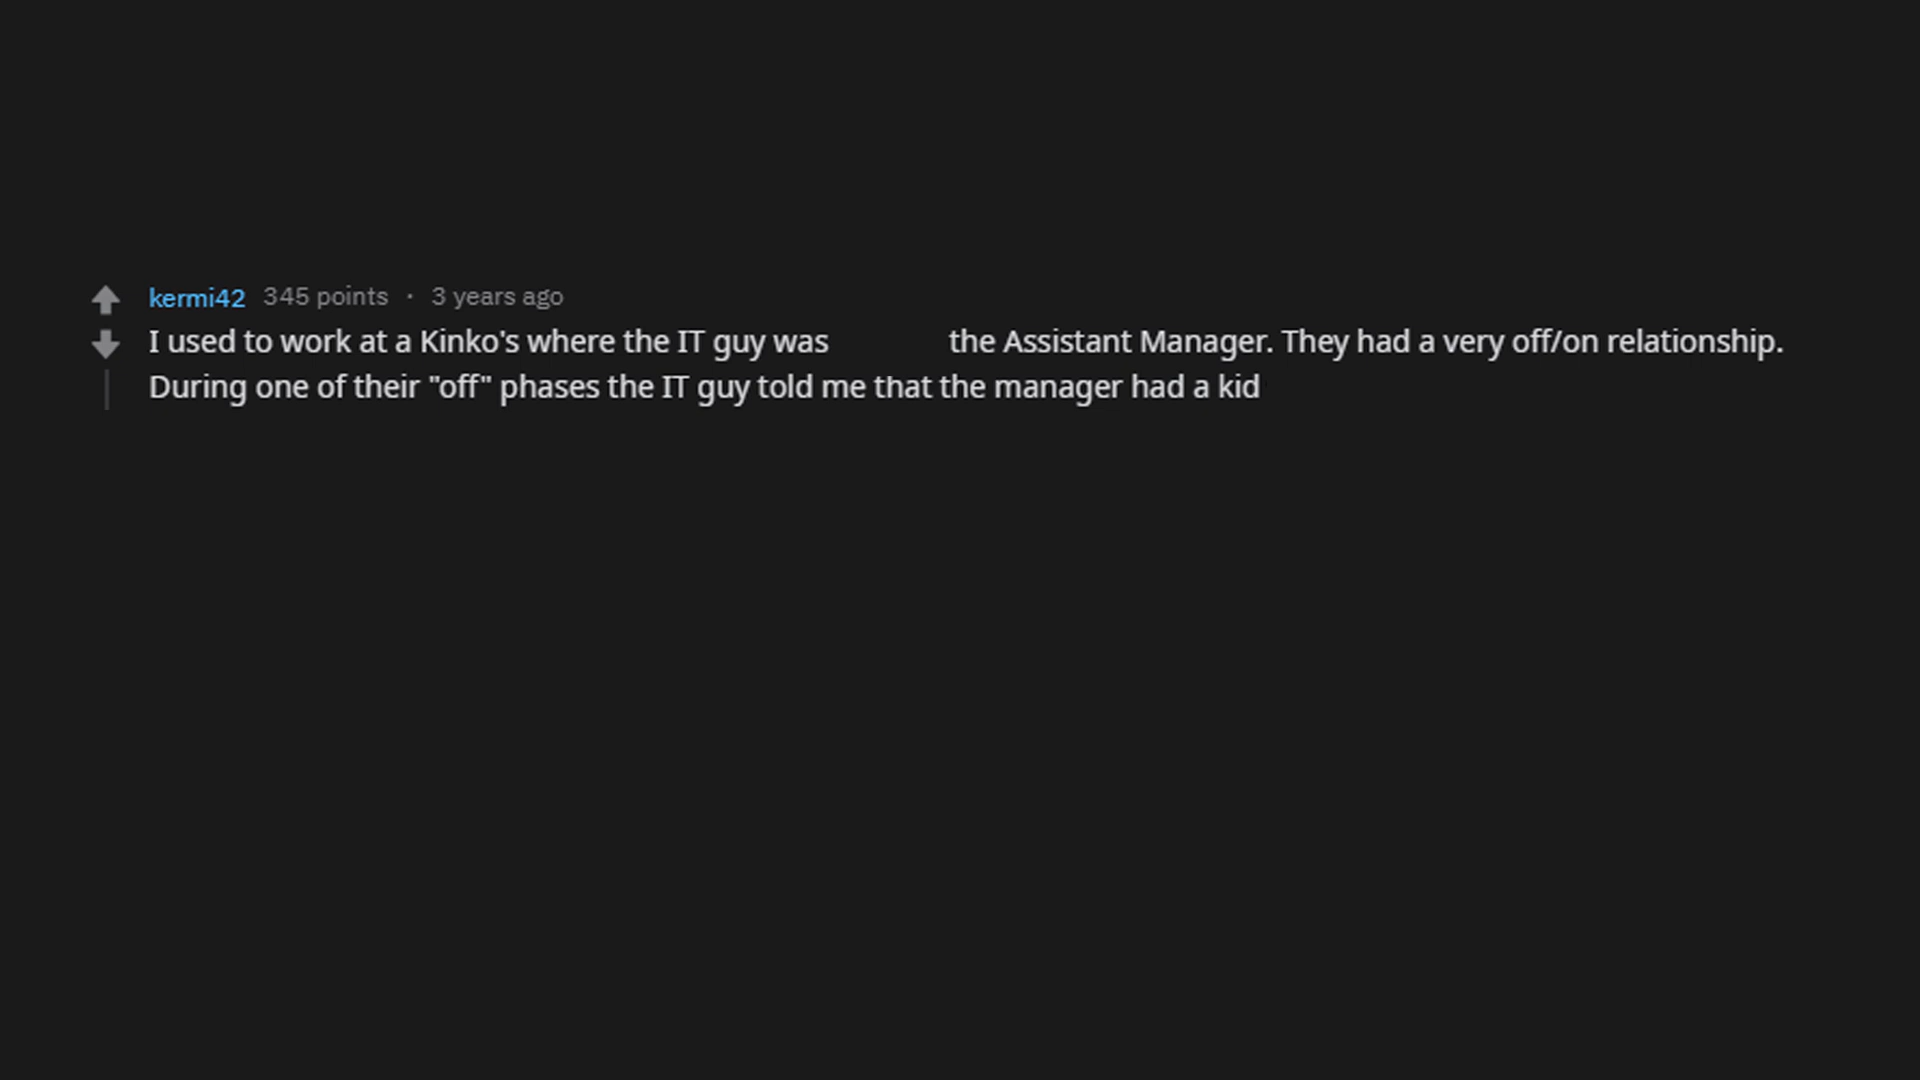 kermi42 345 points · 3 years ago
I used to work at a Kinko's where the IT guy was the Assistant Manager. They had a very off/on relationship.
During one of their "off" phases the IT guy told me that the manager had a kid